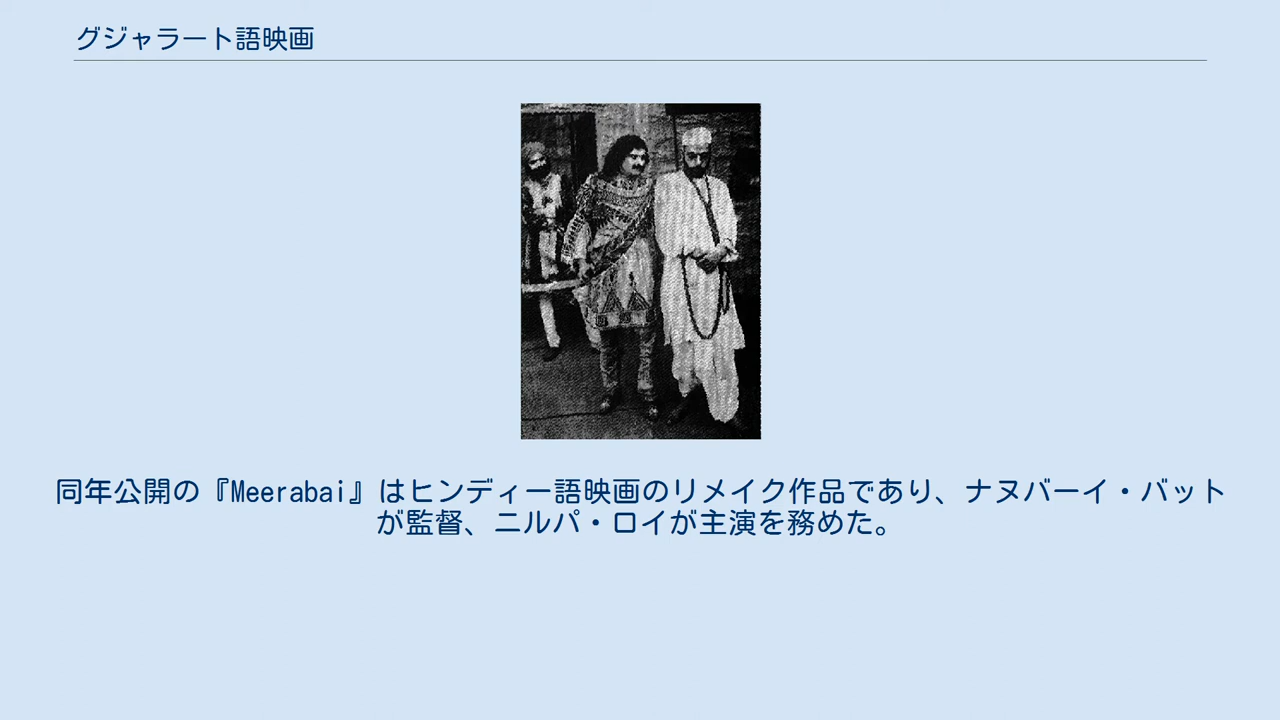 グジャラート語映画
同年公開の『Meerabai』はヒンディー語映画のリメイク作品であり、ナヌバーイ・バット
が監督、ニルパ・ロイが主演を務めた。